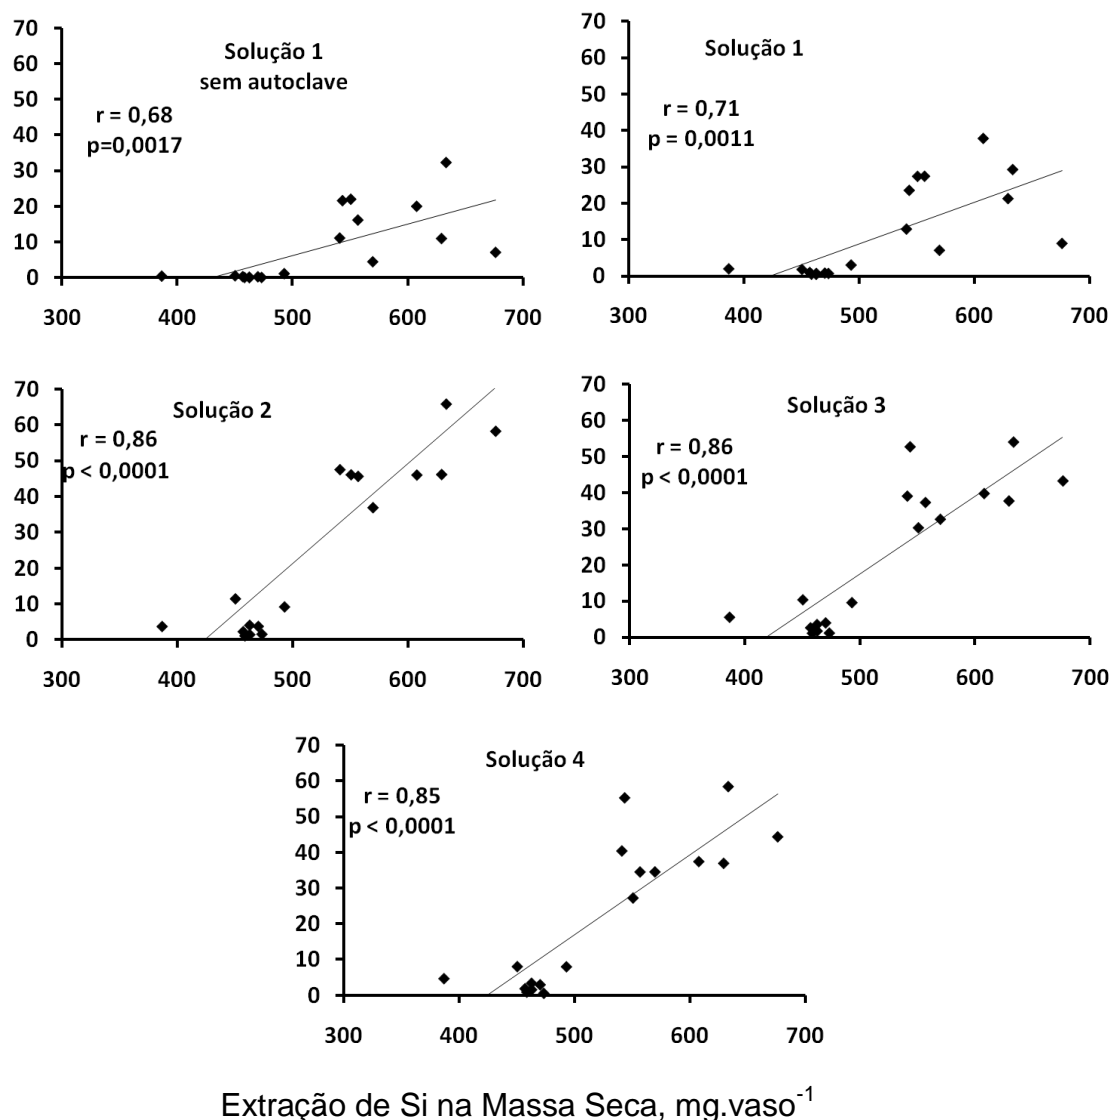 Solução 1
sem autoclave
r = 0,68
p=0,0017
70
60
50
40
30
20
10
0
300 400 500 600 700
Solução 1
r = 0,71
p = 0,0011
70
60
50
40
30
20
10
0
300 400 500 600 700
Solução 2
r = 0,86
p < 0,0001
70
60
50
40
30
20
10
0
300 400 500 600 700
Solução 3
r = 0,86
p < 0,0001
70
60
50
40
30
20
10
0
300 400 500 600 700
Solução 4
r = 0,85
p < 0,0001
70
60
50
40
30
20
10
0
300 400 500 600 700
Extração de Si na Massa Seca, mg.vaso⁻¹